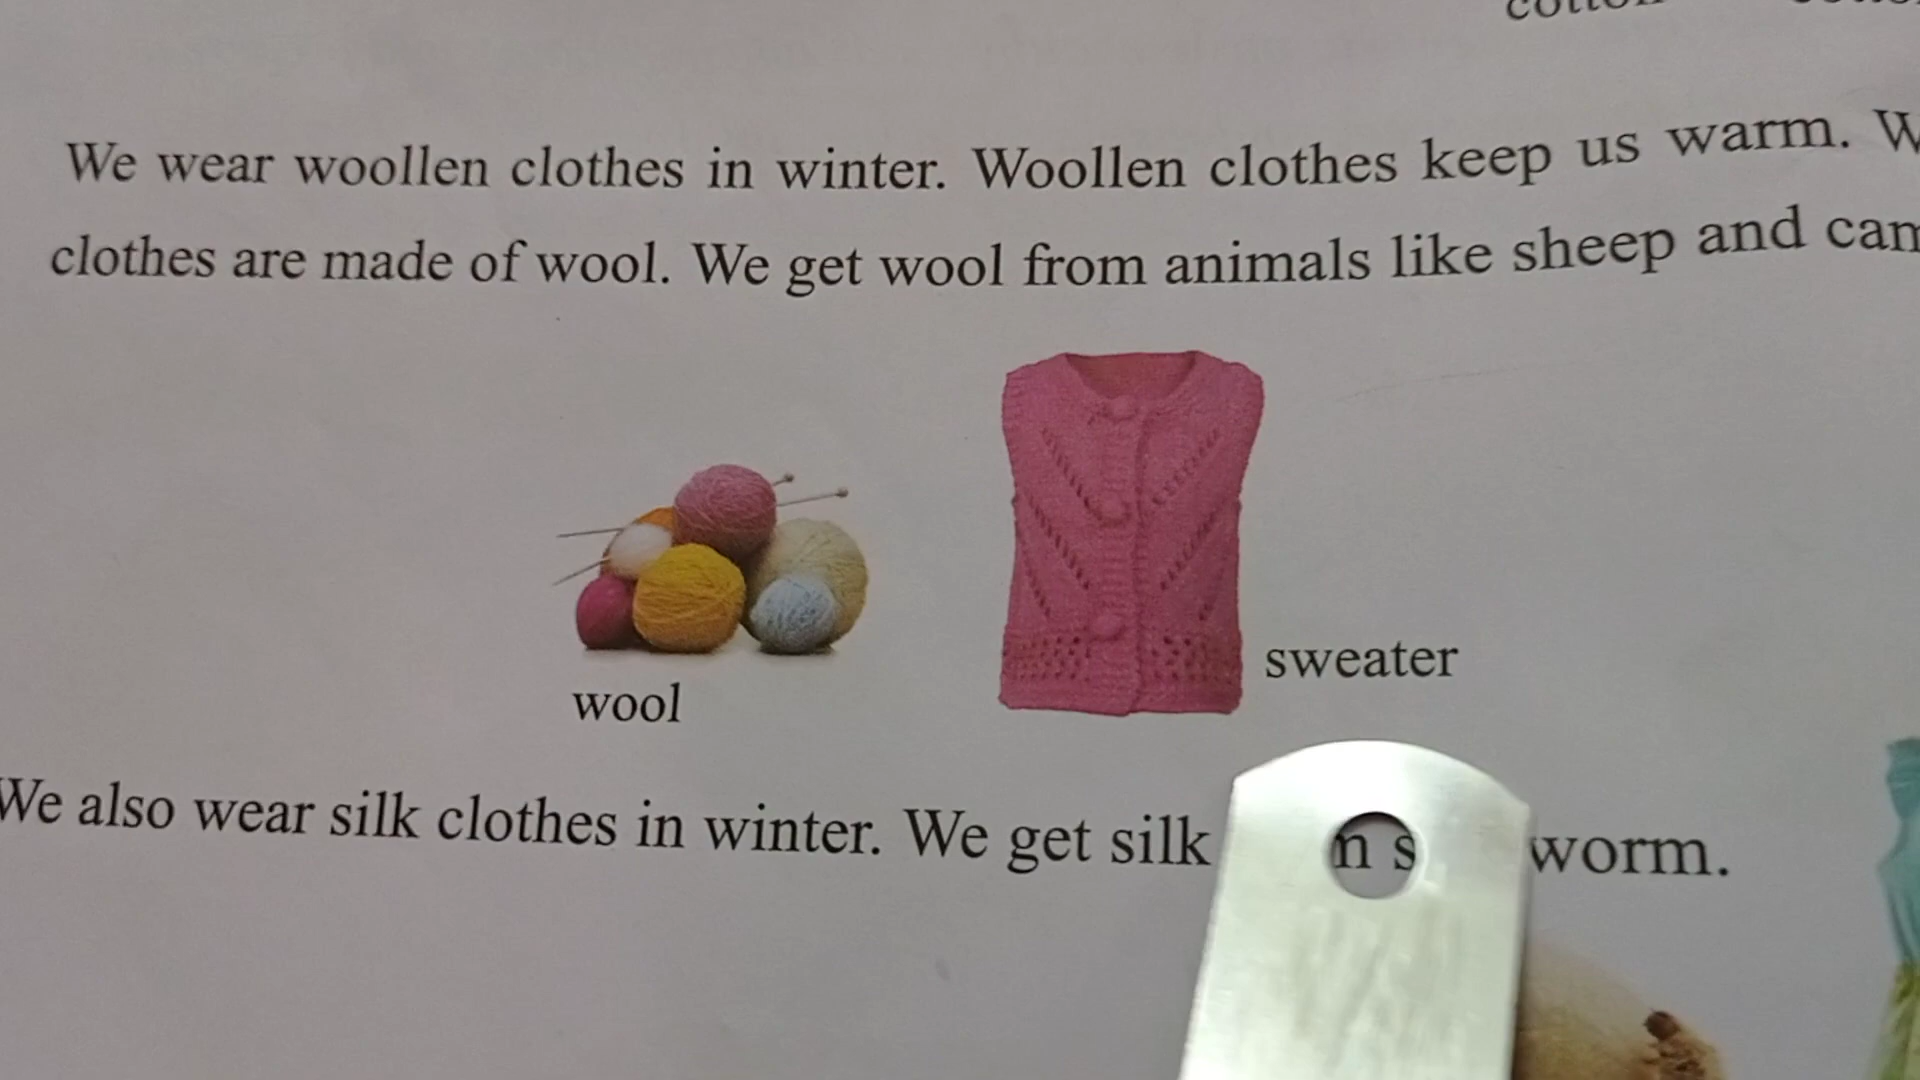 We wear woollen clothes in winter. Woollen clothes keep us warm.
clothes are made of wool. We get wool from animals like sheep and
sweater
wool
We also wear silk clothes in winter. We get silk worm.